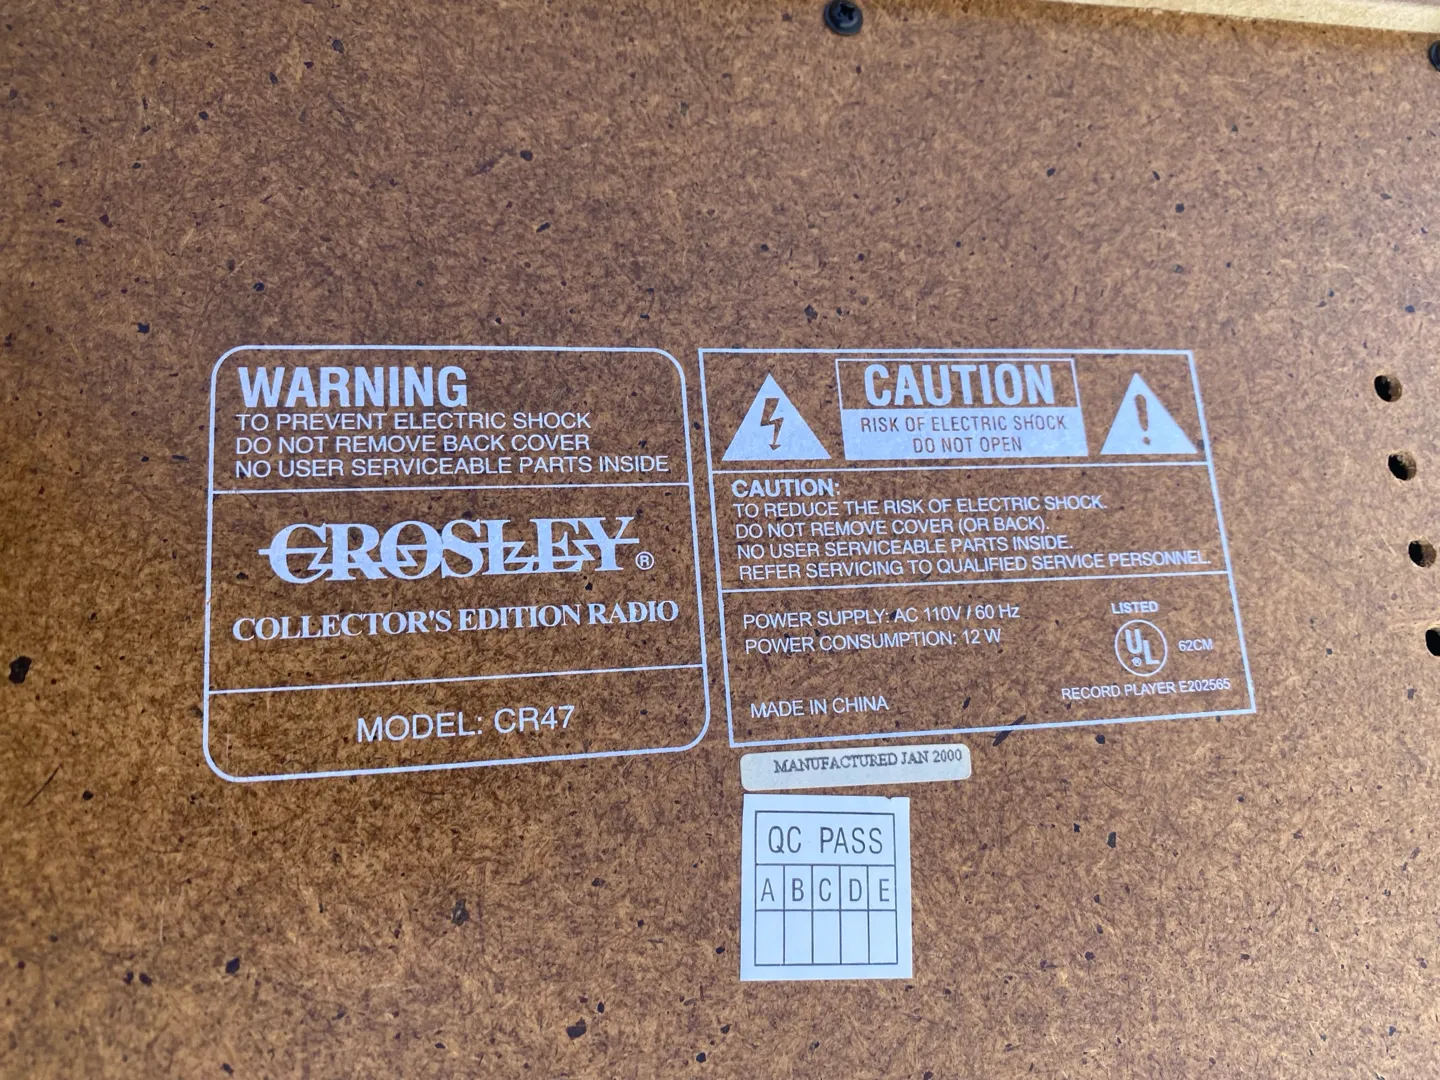 WARNING
TO PREVENT ELECTRIC SHOCK
DO NOT REMOVE BACK COVER
NO USER SERVICEABLE PARTS INSIDE
CROSLEY®
COLLECTOR'S EDITION RADIO
MODEL: CR47
CAUTION
RISK OF ELECTRIC SHOCK
DO NOT OPEN
CAUTION:
TO REDUCE THE RISK OF ELECTRIC SHOCK.
DO NOT REMOVE COVER (OR BACK).
NO USER SERVICEABLE PARTS INSIDE.
REFER SERVICING TO QUALIFIED SERVICE PERSONNEL.
POWER SUPPLY: AC 110V / 60 Hz
POWER CONSUMPTION: 12 W
MADE IN CHINA
LISTED
UL® 62CM
RECORD PLAYER E202565
MANUFACTURED JAN 2000
QC PASS
A B C D E